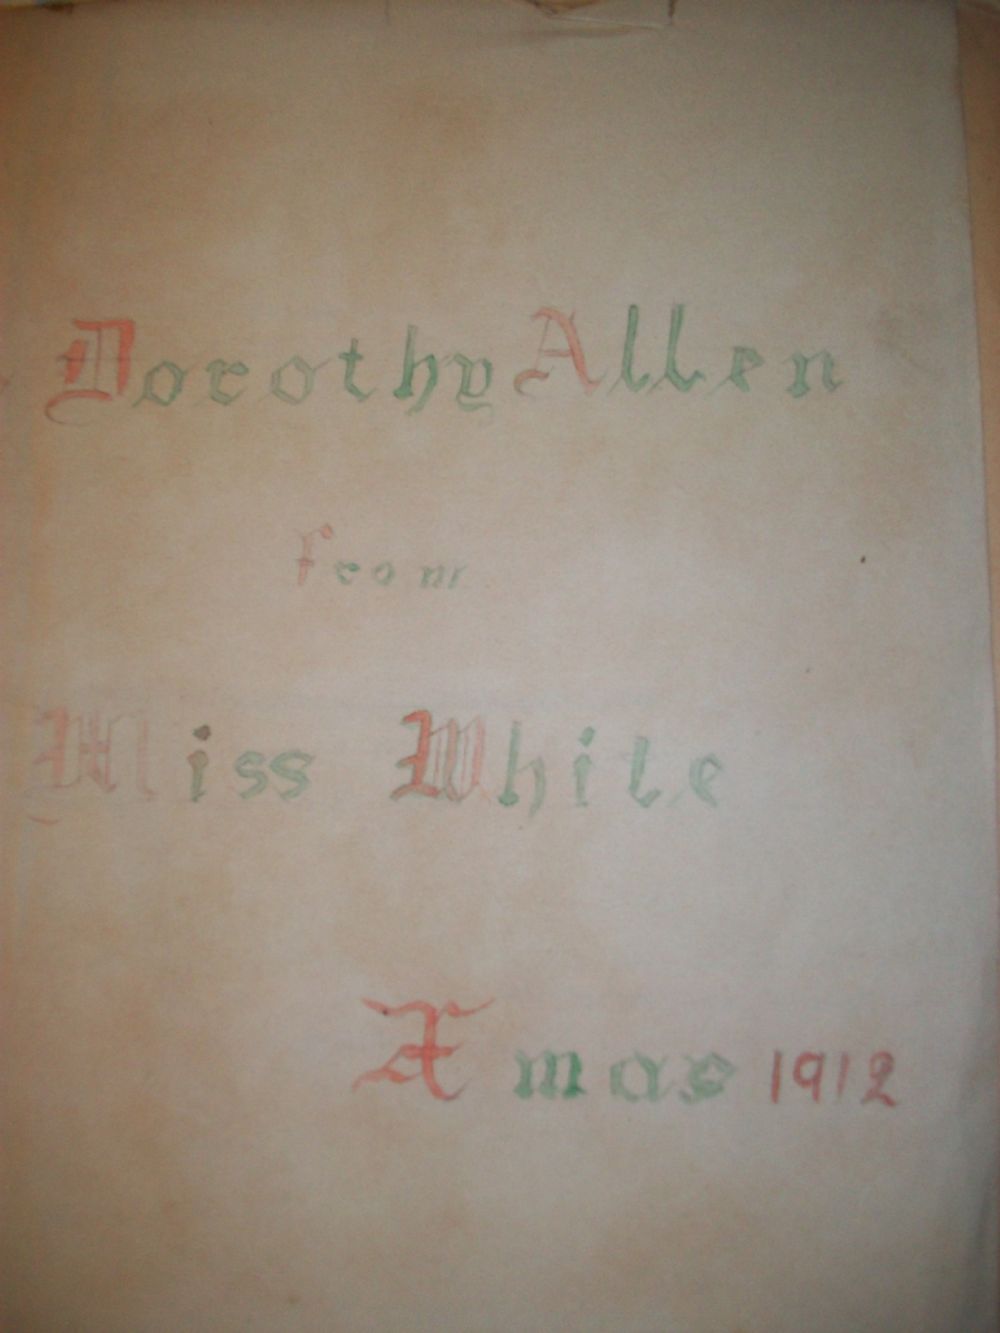 Dorothy Allen
from
Miss White
Xmas 1912